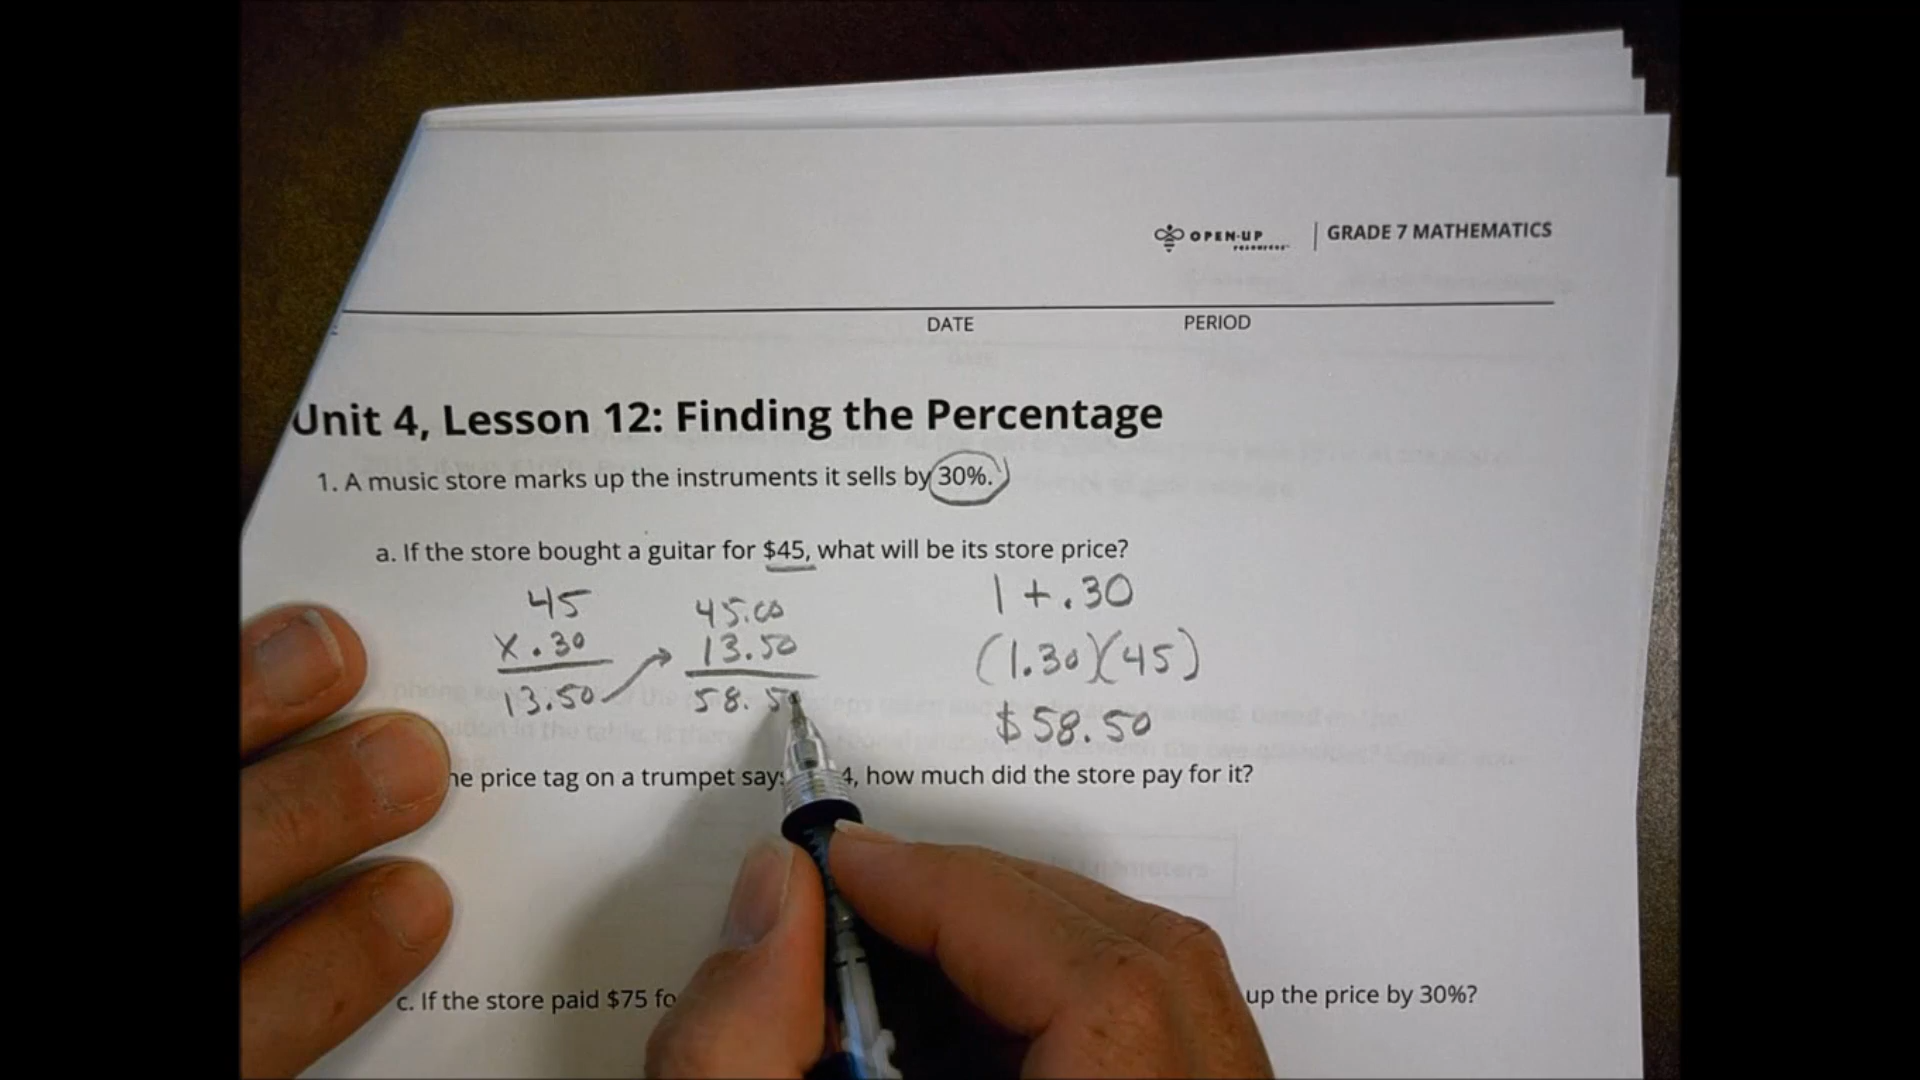 OPEN-UP
RESOURCES
GRADE 7 MATHEMATICS
DATE PERIOD
Unit 4, Lesson 12: Finding the Percentage
1. A music store marks up the instruments it sells by 30%.
a. If the store bought a guitar for $45, what will be its store price?
45
x .30
13.50
45.00
13.50
58.50
1 + .30
(1.30)(45)
$58.50
price tag on a trumpet 4, how much did the store pay for it?
c. If the store paid $75 up the price by 30%?